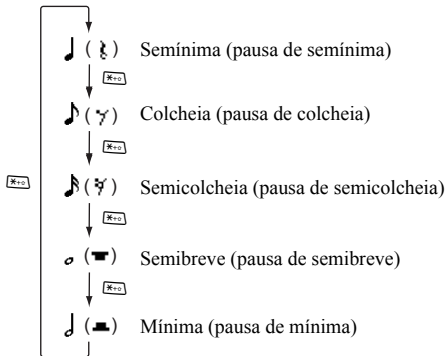 Semínima (pausa de semínima)
Colcheia (pausa de colcheia)
Semicolcheia (pausa de semicolcheia)
Semibreve (pausa de semibreve)
Mínima (pausa de mínima)